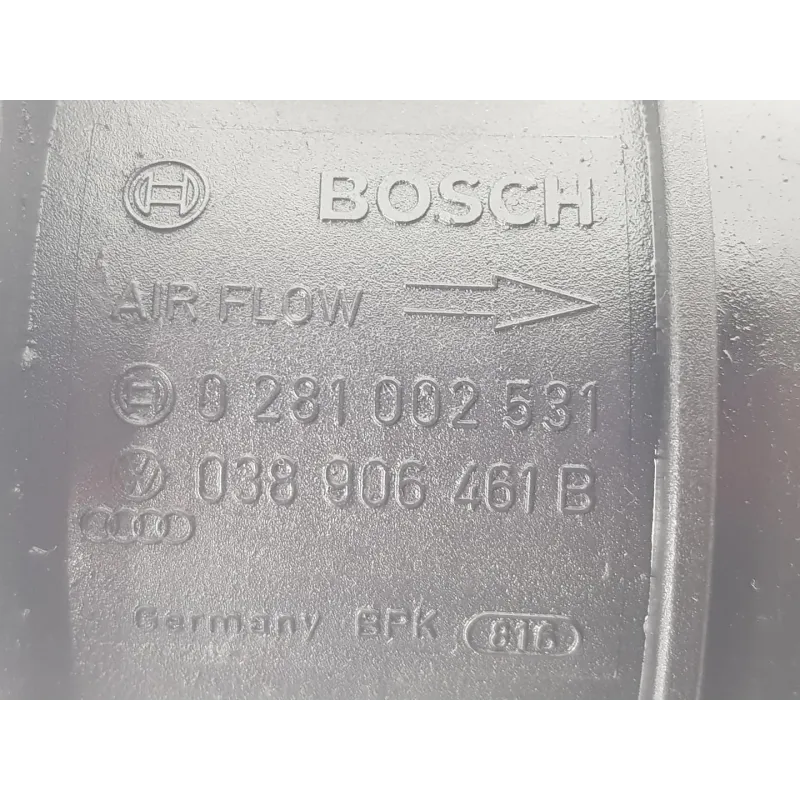 BOSCH
AIR FLOW
0 281 002 531
038 906 461 B
Germany BPK 816